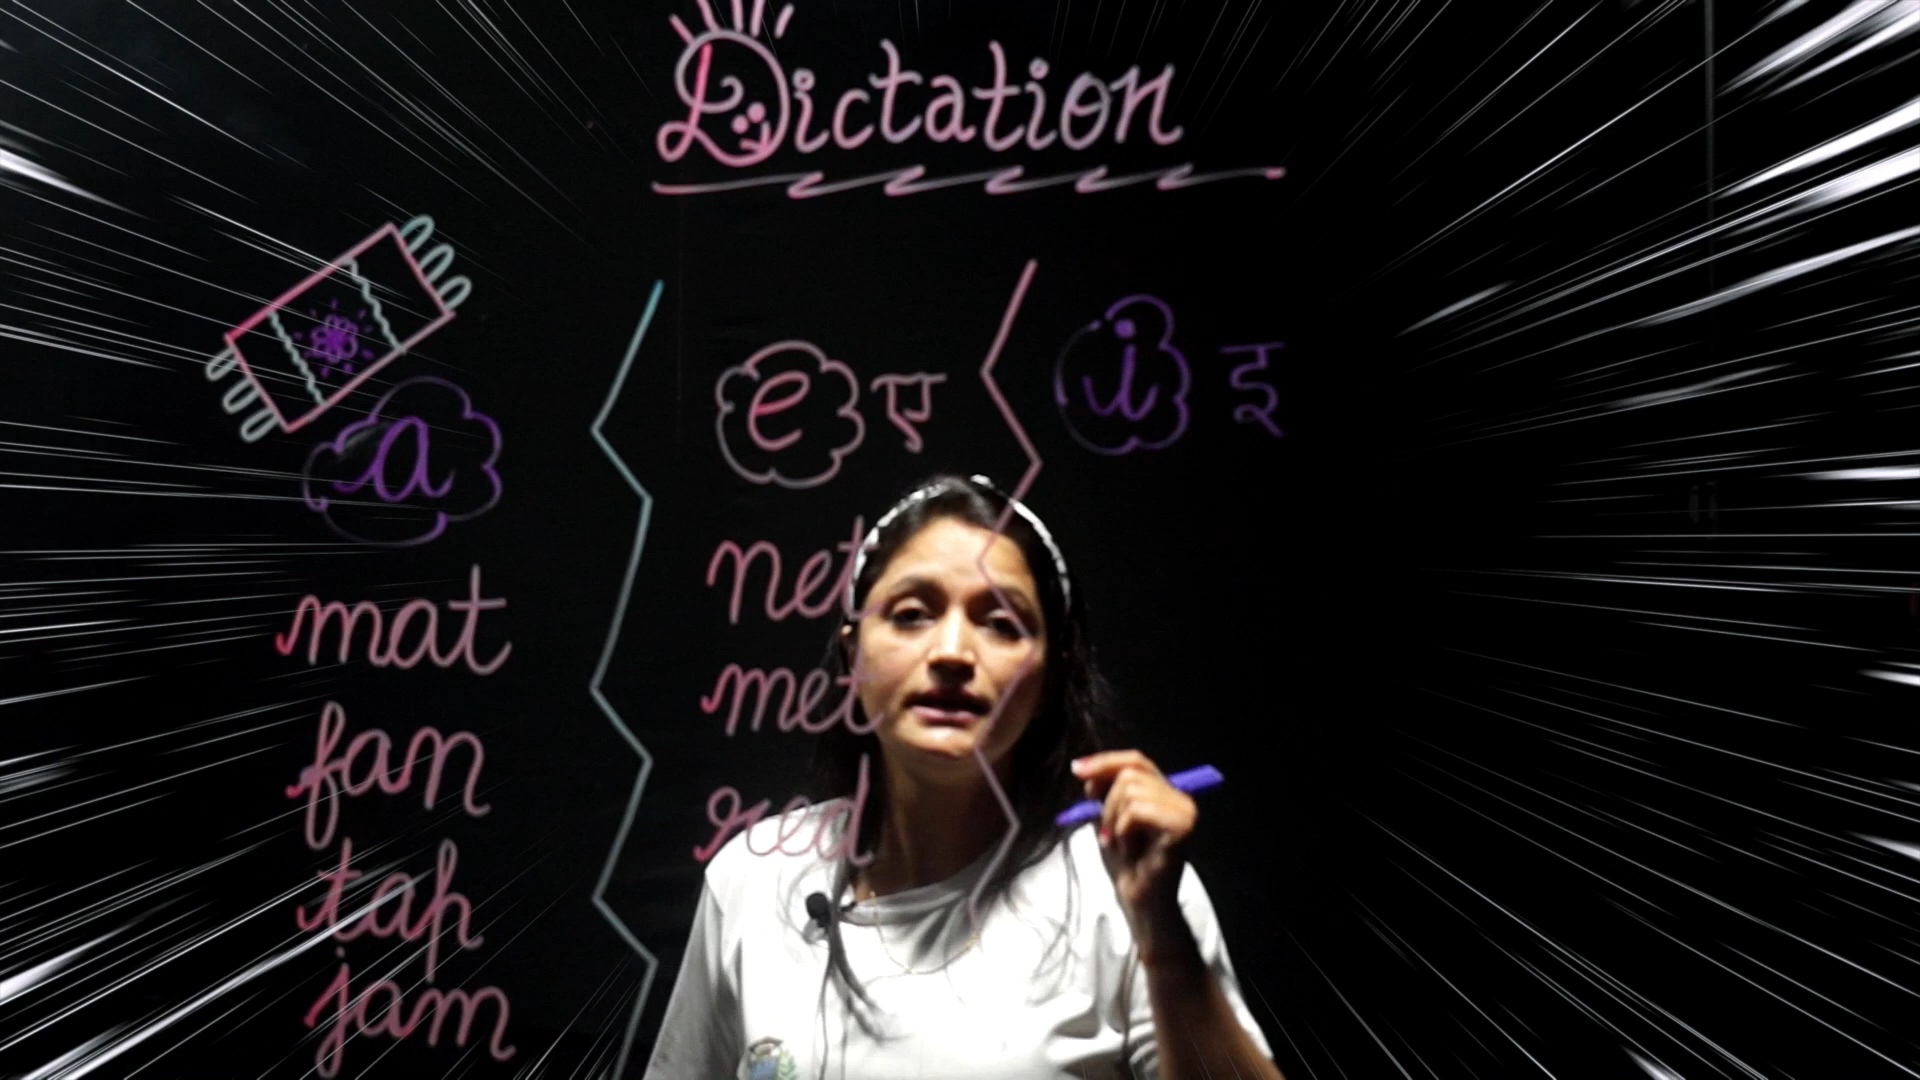 Dictation
a
mat
fan
tap
jam
e ए
net
met
red
i इ